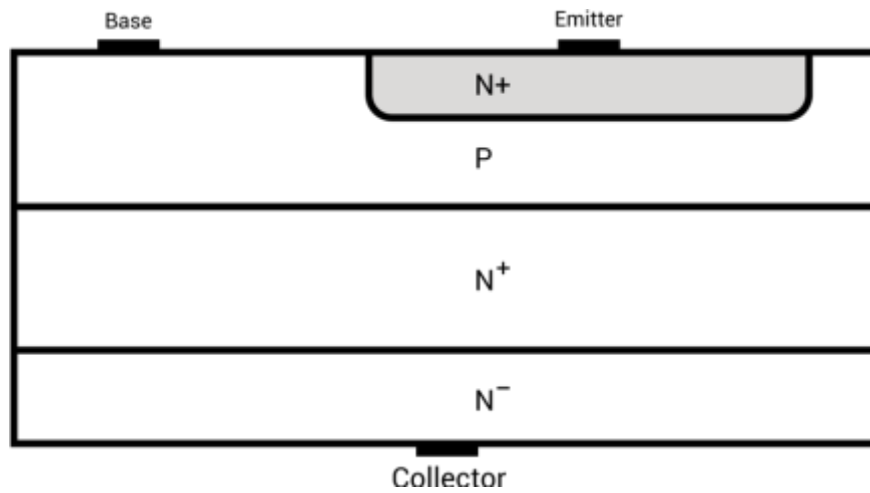 Base
Emitter
N+
P
N⁺
N⁻
Collector